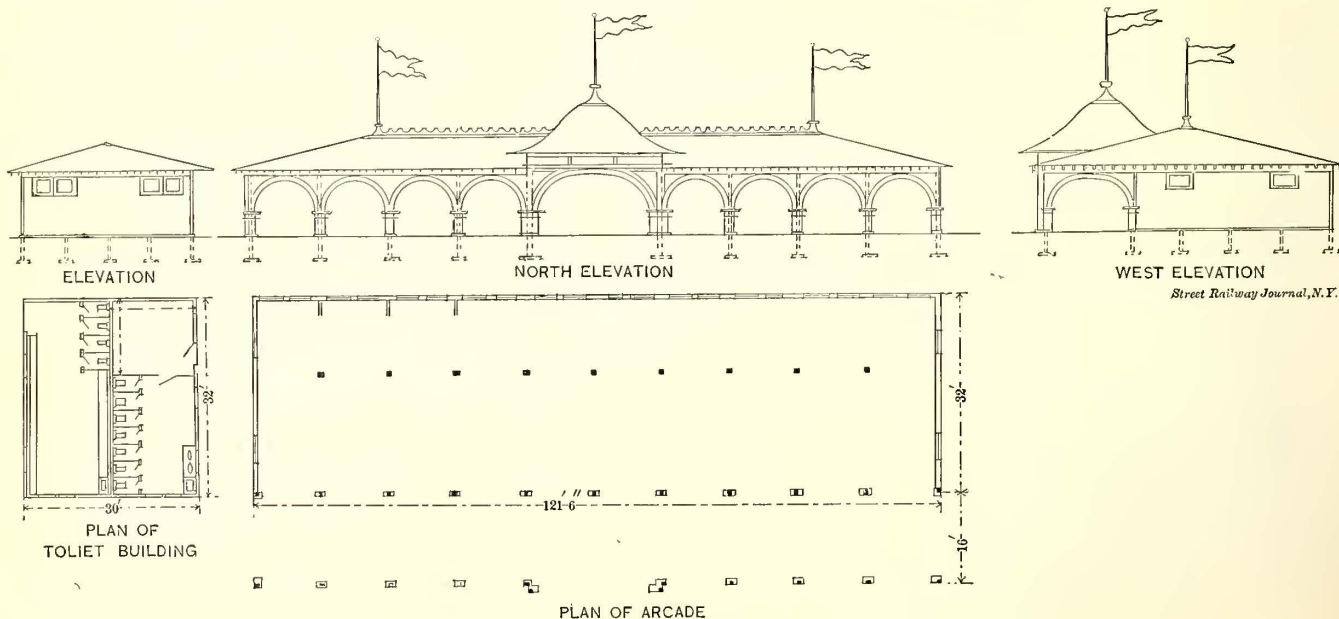 ELEVATION
NORTH ELEVATION
WEST ELEVATION
Street Railway Journal, N.Y.
32'
30'
PLAN OF
TOLIET BUILDING
121'6"
32'
16'
PLAN OF ARCADE